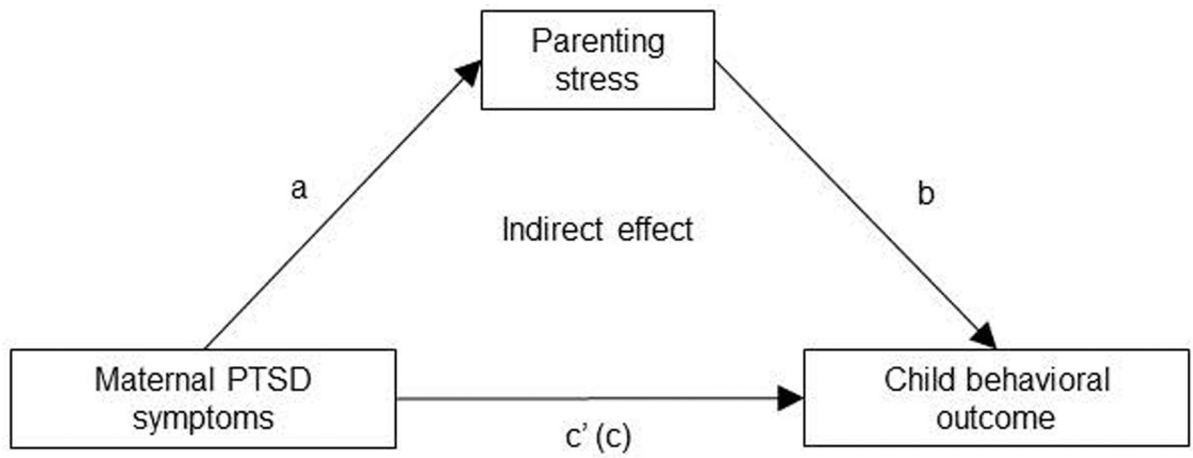 Parenting
stress
a
b
Indirect effect
Maternal PTSD
symptoms
Child behavioral
outcome
c’ (c)